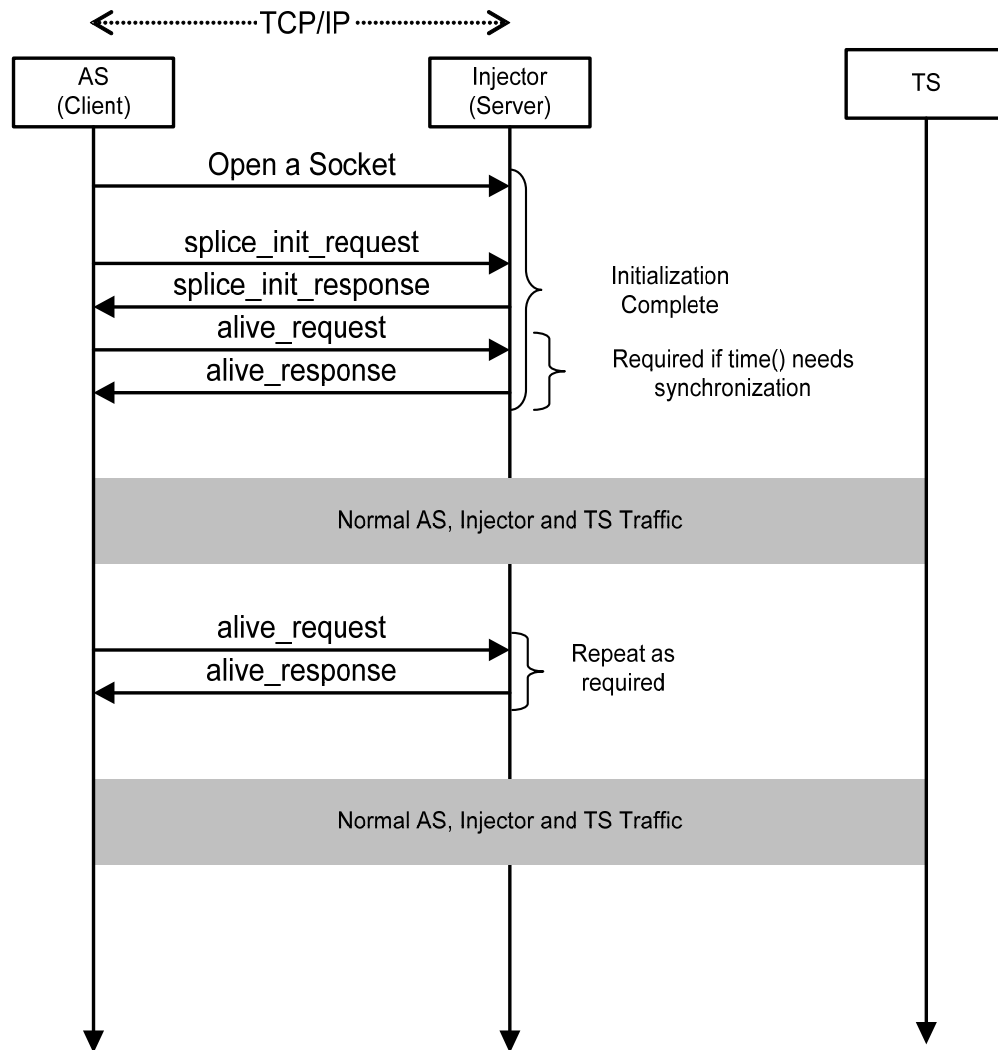 TCP/IP
AS
(Client)
Injector
(Server)
TS
Open a Socket
splice_init_request
splice_init_response
alive_request
alive_response
Initialization
Complete
Required if time() needs
synchronization
Normal AS, Injector and TS Traffic
alive_request
alive_response
Repeat as
required
Normal AS, Injector and TS Traffic